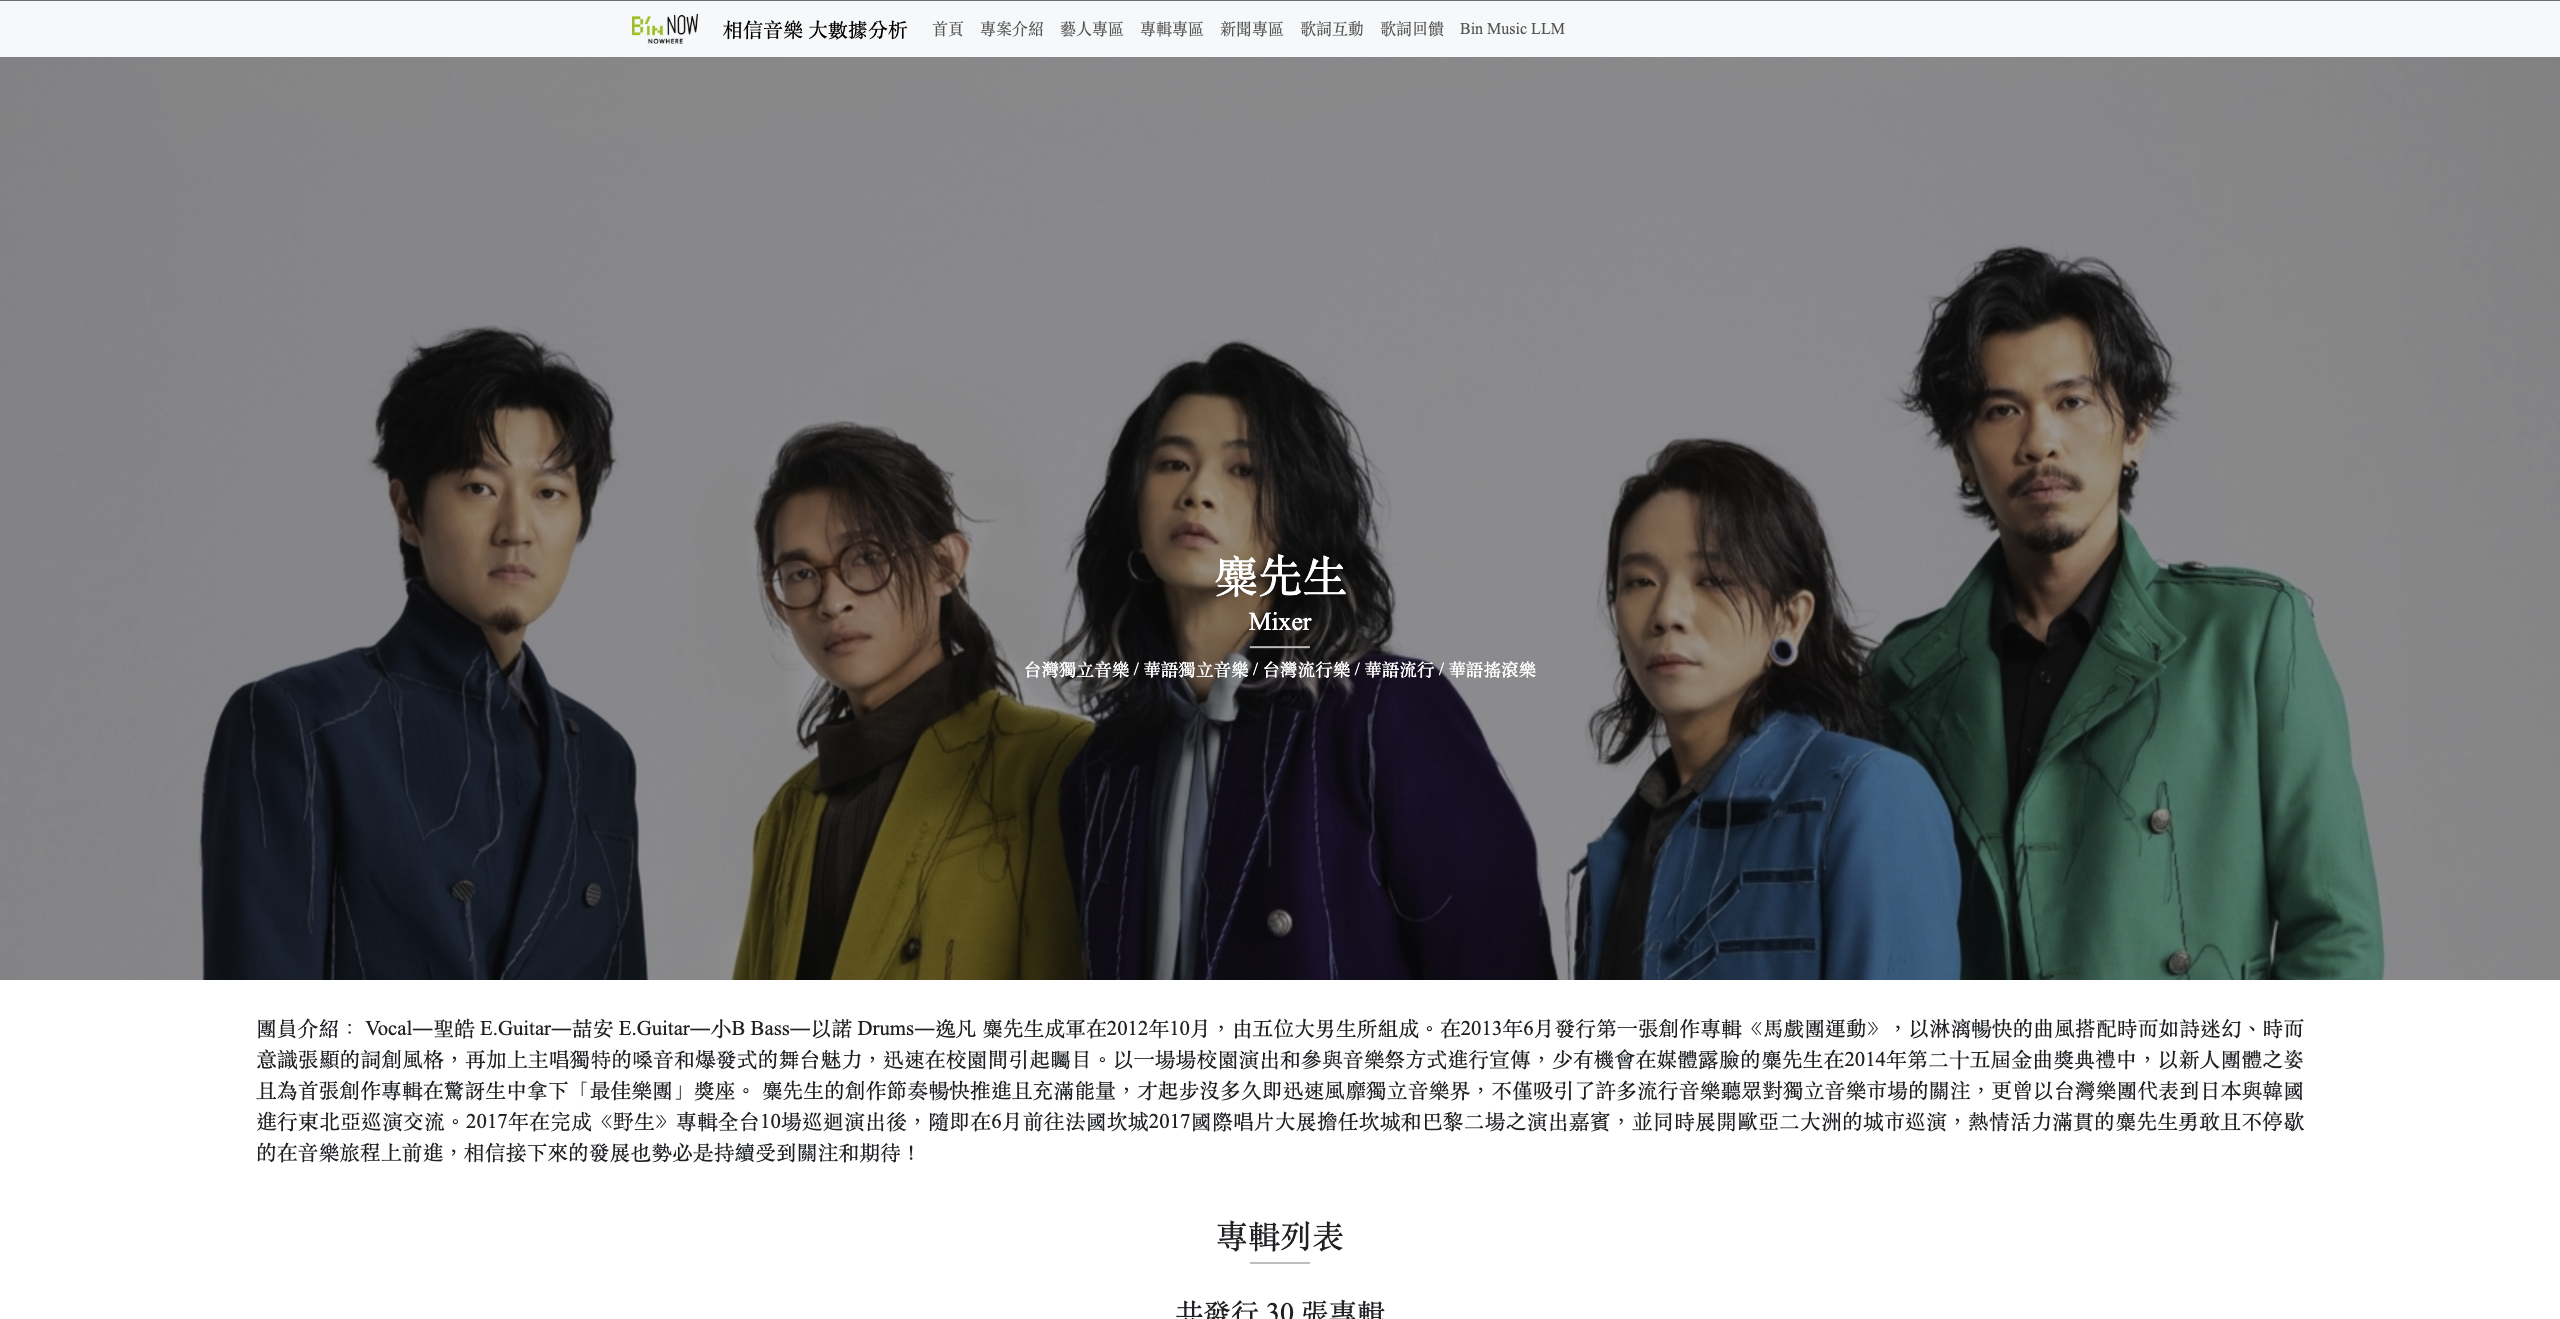 B'in NOW
NOWHERE
相信音樂 大數據分析 首頁 專案介紹 藝人專區 專輯專區 新聞專區 歌詞互動 歌詞回饋 Bin Music LLM
麋先生
Mixer
台灣獨立音樂 / 華語獨立音樂 / 台灣流行樂 / 華語流行 / 華語搖滾樂
團員介紹： Vocal—聖皓 E.Guitar—喆安 E.Guitar—小B Bass—以諾 Drums—逸凡 麋先生成軍在2012年10月，由五位大男生所組成。在2013年6月發行第一張創作專輯《馬戲團運動》，以淋漓暢快的曲風搭配時而如詩迷幻、時而
意識張顯的詞創風格，再加上主唱獨特的嗓音和爆發式的舞台魅力，迅速在校園間引起矚目。以一場場校園演出和參與音樂祭方式進行宣傳，少有機會在媒體露臉的麋先生在2014年第二十五屆金曲獎典禮中，以新人團體之姿
且為首張創作專輯在驚訝生中拿下「最佳樂團」獎座。 麋先生的創作節奏暢快推進且充滿能量，才起步沒多久即迅速風靡獨立音樂界，不僅吸引了許多流行音樂聽眾對獨立音樂市場的關注，更曾以台灣樂團代表到日本與韓國
進行東北亞巡演交流。2017年在完成《野生》專輯全台10場巡迴演出後，隨即在6月前往法國坎城2017國際唱片大展擔任坎城和巴黎二場之演出嘉賓，並同時展開歐亞二大洲的城市巡演，熱情活力滿貫的麋先生勇敢且不停歇
的在音樂旅程上前進，相信接下來的發展也勢必是持續受到關注和期待！
專輯列表
共發行 30 張專輯